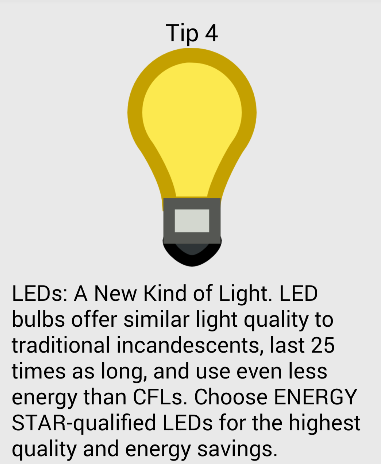 Tip 4
LEDs: A New Kind of Light. LED
bulbs offer similar light quality to
traditional incandescents, last 25
times as long, and use even less
energy than CFLs. Choose ENERGY
STAR-qualified LEDs for the highest
quality and energy savings.